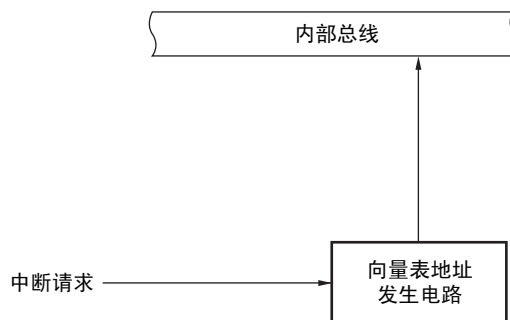 内部总线
中断请求
向量表地址
发生电路